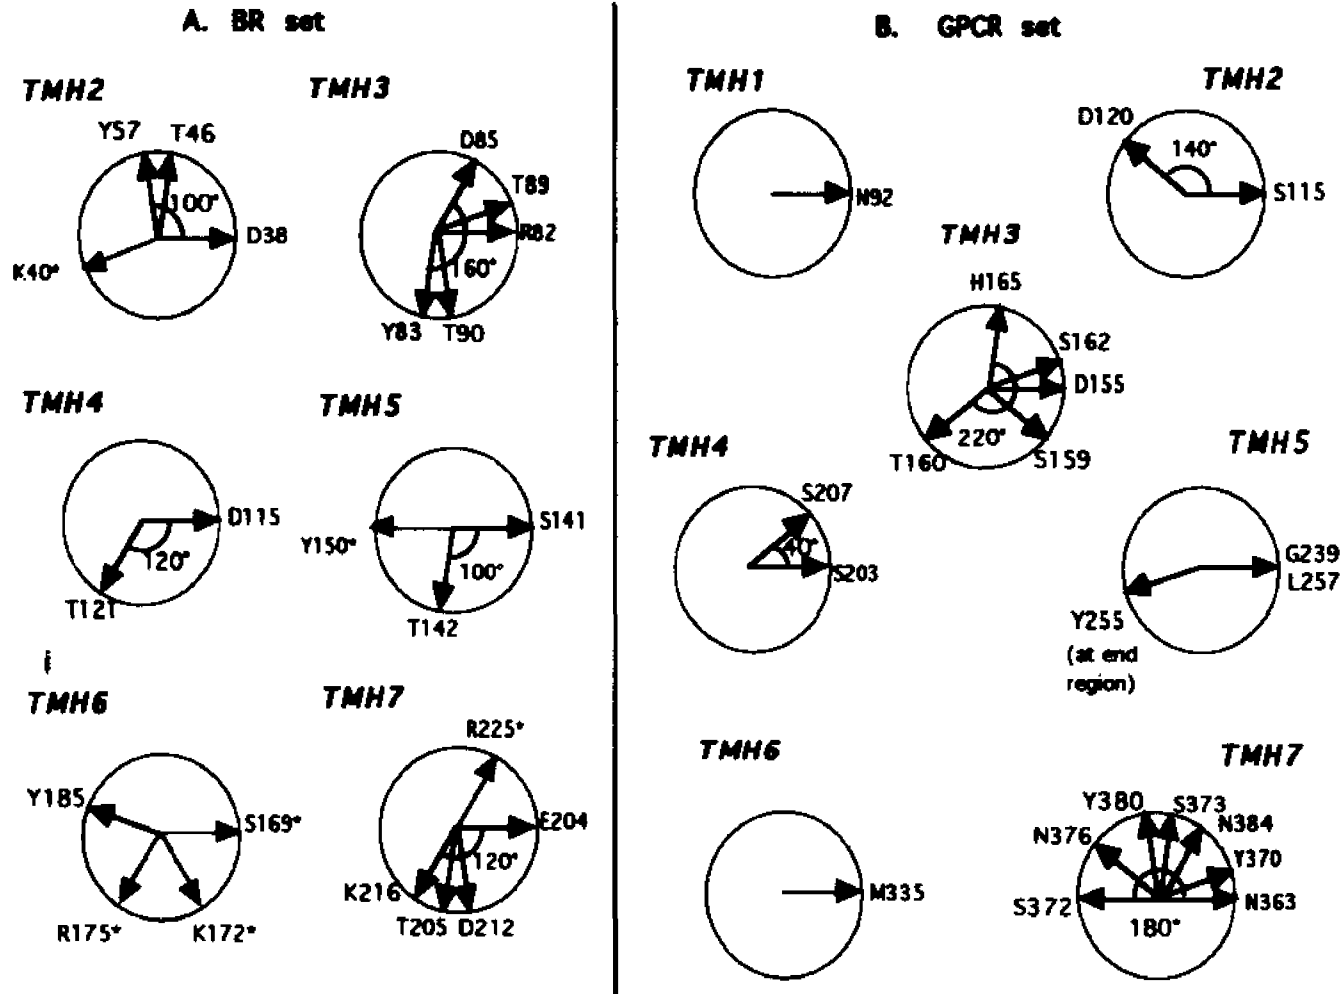 A. BR set
TMH2
Y57 T46
100°
D38
K40*
TMH3
D85
T89
R82
160°
Y83 T90
TMH4
D115
120°
T121
TMH5
S141
Y150*
100°
T142
i
TMH6
Y185
S169*
R175* K172*
TMH7
R225*
E204
120°
K216
T205 D212
B. GPCR set
TMH1
N92
TMH2
D120
140°
S115
TMH3
H165
S162
D155
220°
T160 S159
TMH4
S207
40°
S203
TMH5
G239
L257
Y255
(at end
region)
TMH6
M335
TMH7
Y380 S373
N384
N376
Y370
S372
N363
180°